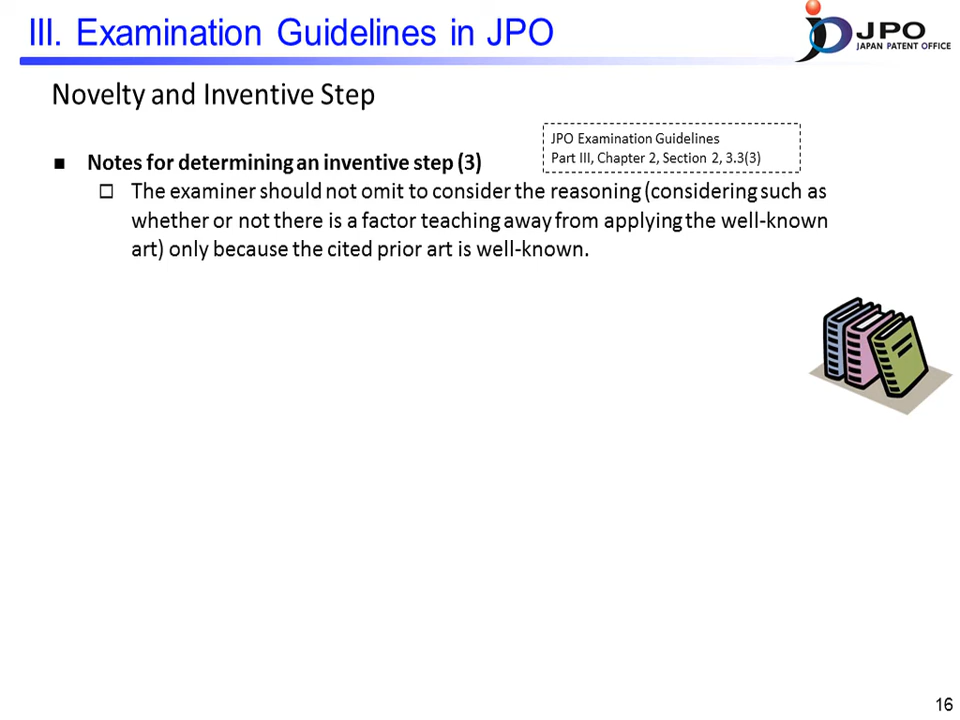 III. Examination Guidelines in JPO
JPO
JAPAN PATENT OFFICE
Novelty and Inventive Step
JPO Examination Guidelines
Part III, Chapter 2, Section 2, 3.3(3)
■ Notes for determining an inventive step (3)
□ The examiner should not omit to consider the reasoning (considering such as
whether or not there is a factor teaching away from applying the well-known
art) only because the cited prior art is well-known.
16